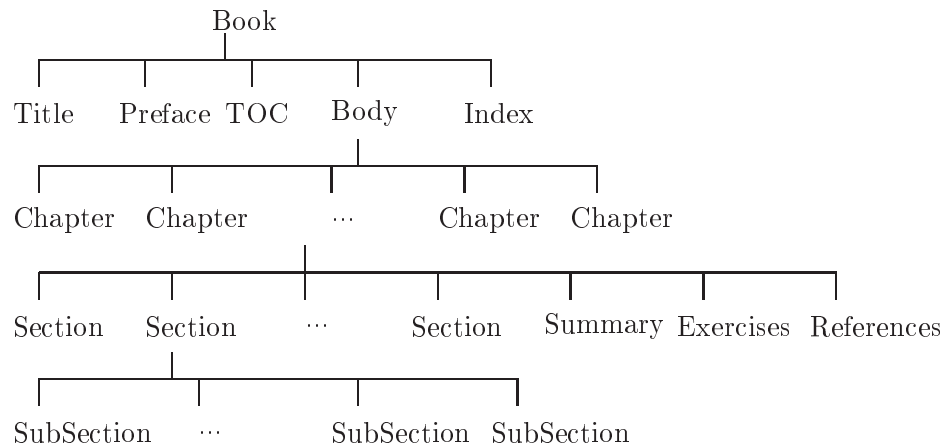 Book
Title Preface TOC Body Index
Chapter Chapter ... Chapter Chapter
Section Section ... Section Summary Exercises References
SubSection ... SubSection SubSection